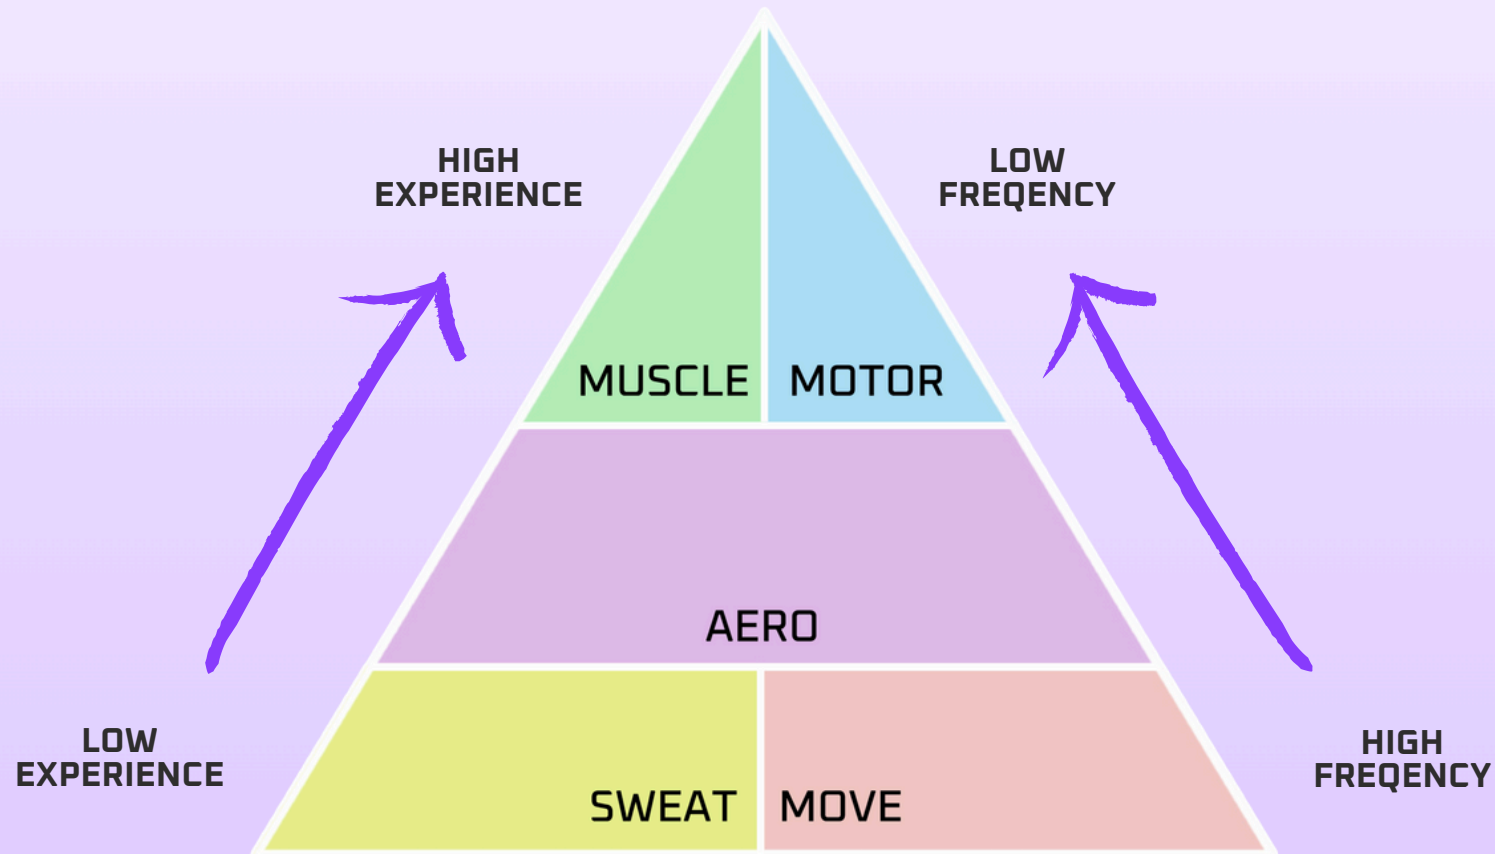 HIGH
EXPERIENCE
LOW
FREQENCY
MUSCLE
MOTOR
AERO
LOW
EXPERIENCE
SWEAT
MOVE
HIGH
FREQENCY